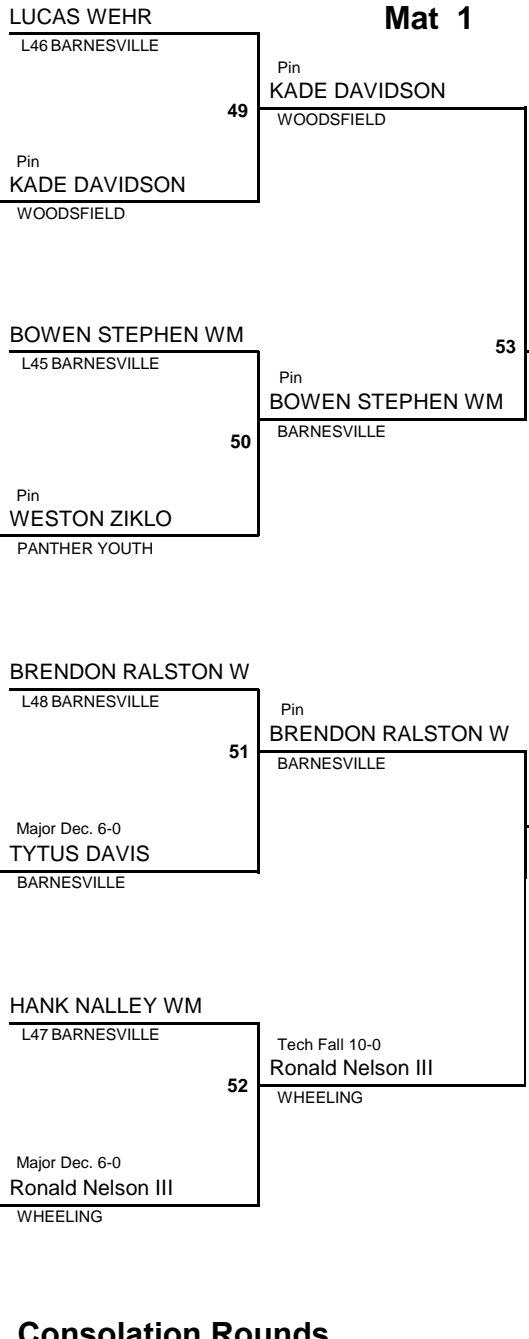 LUCAS WEHR
Mat 1
L46 BARNESVILLE
Pin
KADE DAVIDSON
49
WOODSFIELD
Pin
KADE DAVIDSON
WOODSFIELD
BOWEN STEPHEN WM
53
L45 BARNESVILLE
Pin
BOWEN STEPHEN WM
BARNESVILLE
50
Pin
WESTON ZIKLO
PANTHER YOUTH
BRENDON RALSTON W
L48 BARNESVILLE
Pin
BRENDON RALSTON W
51
BARNESVILLE
Major Dec. 6-0
TYTUS DAVIS
BARNESVILLE
HANK NALLEY WM
L47 BARNESVILLE
Tech Fall 10-0
Ronald Nelson III
52
WHEELING
Major Dec. 6-0
Ronald Nelson III
WHEELING
Consolation Rounds